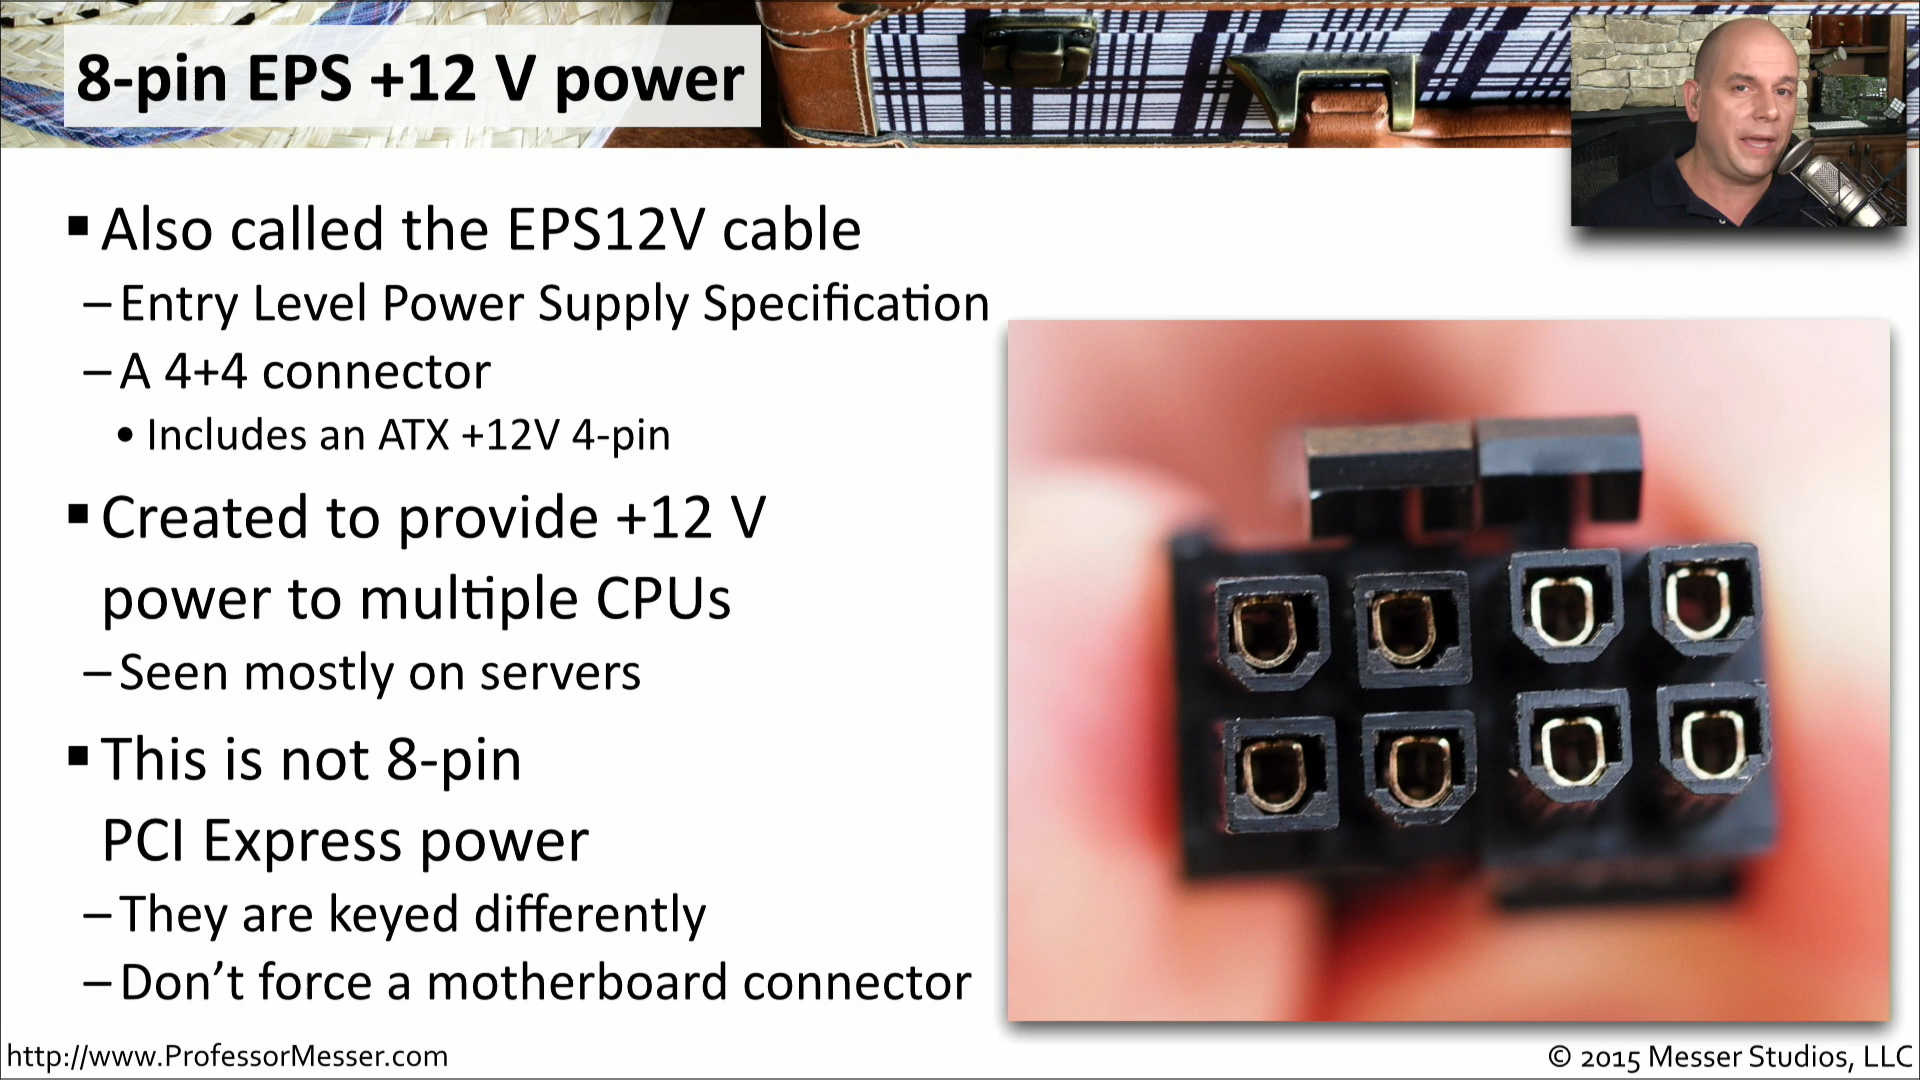 8-pin EPS +12 V power
▪ Also called the EPS12V cable
– Entry Level Power Supply Specification
– A 4+4 connector
• Includes an ATX +12V 4-pin
▪ Created to provide +12 V
power to multiple CPUs
– Seen mostly on servers
▪ This is not 8-pin
PCI Express power
– They are keyed differently
– Don’t force a motherboard connector
http://www.ProfessorMesser.com
© 2015 Messer Studios, LLC